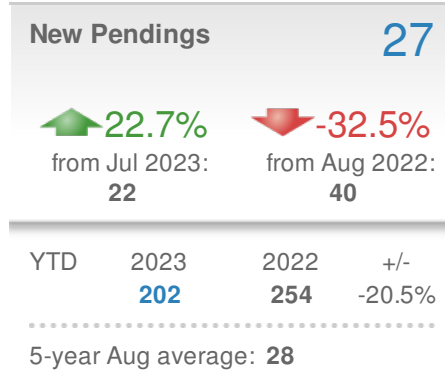 New Pendings 27
22.7% -32.5%
from Jul 2023: from Aug 2022:
22 40
YTD 2023 2022 +/-
202 254 -20.5%
5-year Aug average: 28